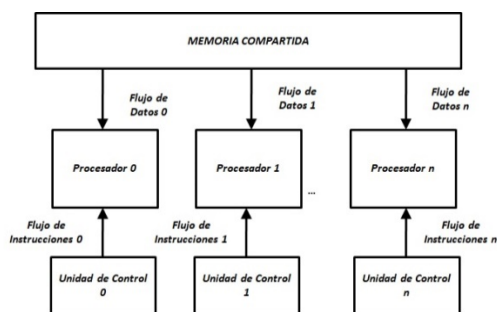 MEMORIA COMPARTIDA
Flujo de
Datos 0
Flujo de
Datos 1
Flujo de
Datos n
Procesador 0
Procesador 1
Procesador n
...
Flujo de
Instrucciones 0
Flujo de
Instrucciones 1
Flujo de
Instrucciones n
Unidad de Control
0
Unidad de Control
1
Unidad de Control
n